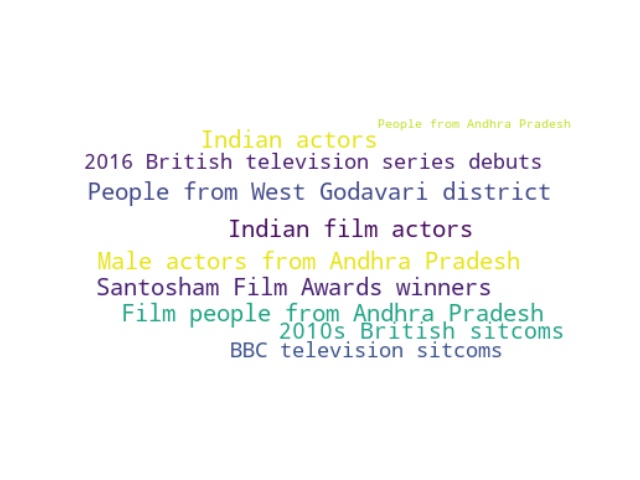 People from Andhra Pradesh
Indian actors
2016 British television series debuts
People from West Godavari district
Indian film actors
Male actors from Andhra Pradesh
Santosham Film Awards winners
Film people from Andhra Pradesh
2010s British sitcoms
BBC television sitcoms